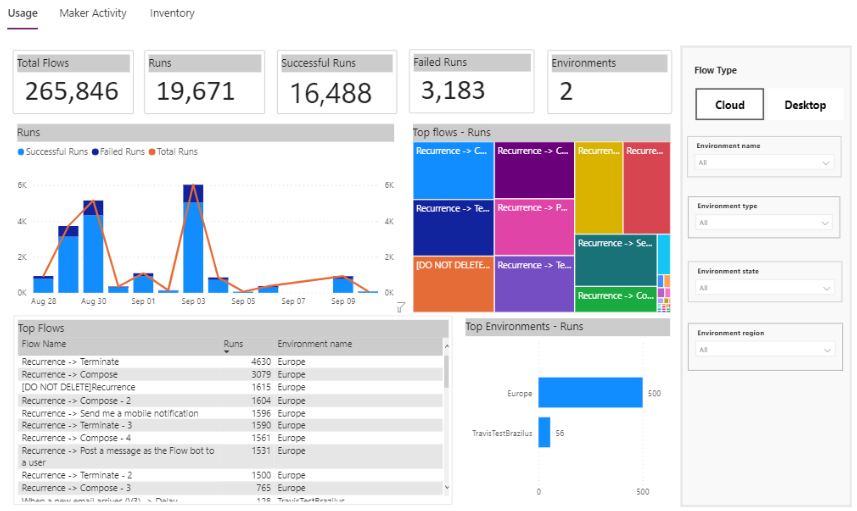 Usage Maker Activity Inventory
Total Flows
265,846
Runs
19,671
Successful Runs
16,488
Failed Runs
3,183
Environments
2
Flow Type
Cloud Desktop
Environment name
All
Environment type
All
Environment state
All
Environment region
All
Runs
Successful Runs Failed Runs Total Runs
6K 6K
4K 4K
2K 2K
0K 0K
Aug 28 Aug 30 Sep 01 Sep 03 Sep 05 Sep 07 Sep 09
Top flows - Runs
Recurrence -> C...
Recurrence -> Te...
[DO NOT DELETE...
Recurrence -> C...
Recurrence -> P...
Recurrence -> Te...
Recurren...
Recurre...
Recurrence -> Se...
Recurrence -> Co...
Top Flows
Flow Name Runs Environment name
Recurrence -> Terminate 4630 Europe
Recurrence -> Compose 3079 Europe
[DO NOT DELETE]Recurrence 1615 Europe
Recurrence -> Compose - 2 1604 Europe
Recurrence -> Send me a mobile notification 1596 Europe
Recurrence -> Terminate - 3 1590 Europe
Recurrence -> Compose - 4 1561 Europe
Recurrence -> Post a message as the Flow bot to 1531 Europe
a user
Recurrence -> Terminate - 2 1500 Europe
Recurrence -> Compose - 3 765 Europe
When a new email arrives (V3) -> Delay 128 TravisTestBrazilus
Top Environments - Runs
Europe 500
TravisTestBrazilus 56
0 500